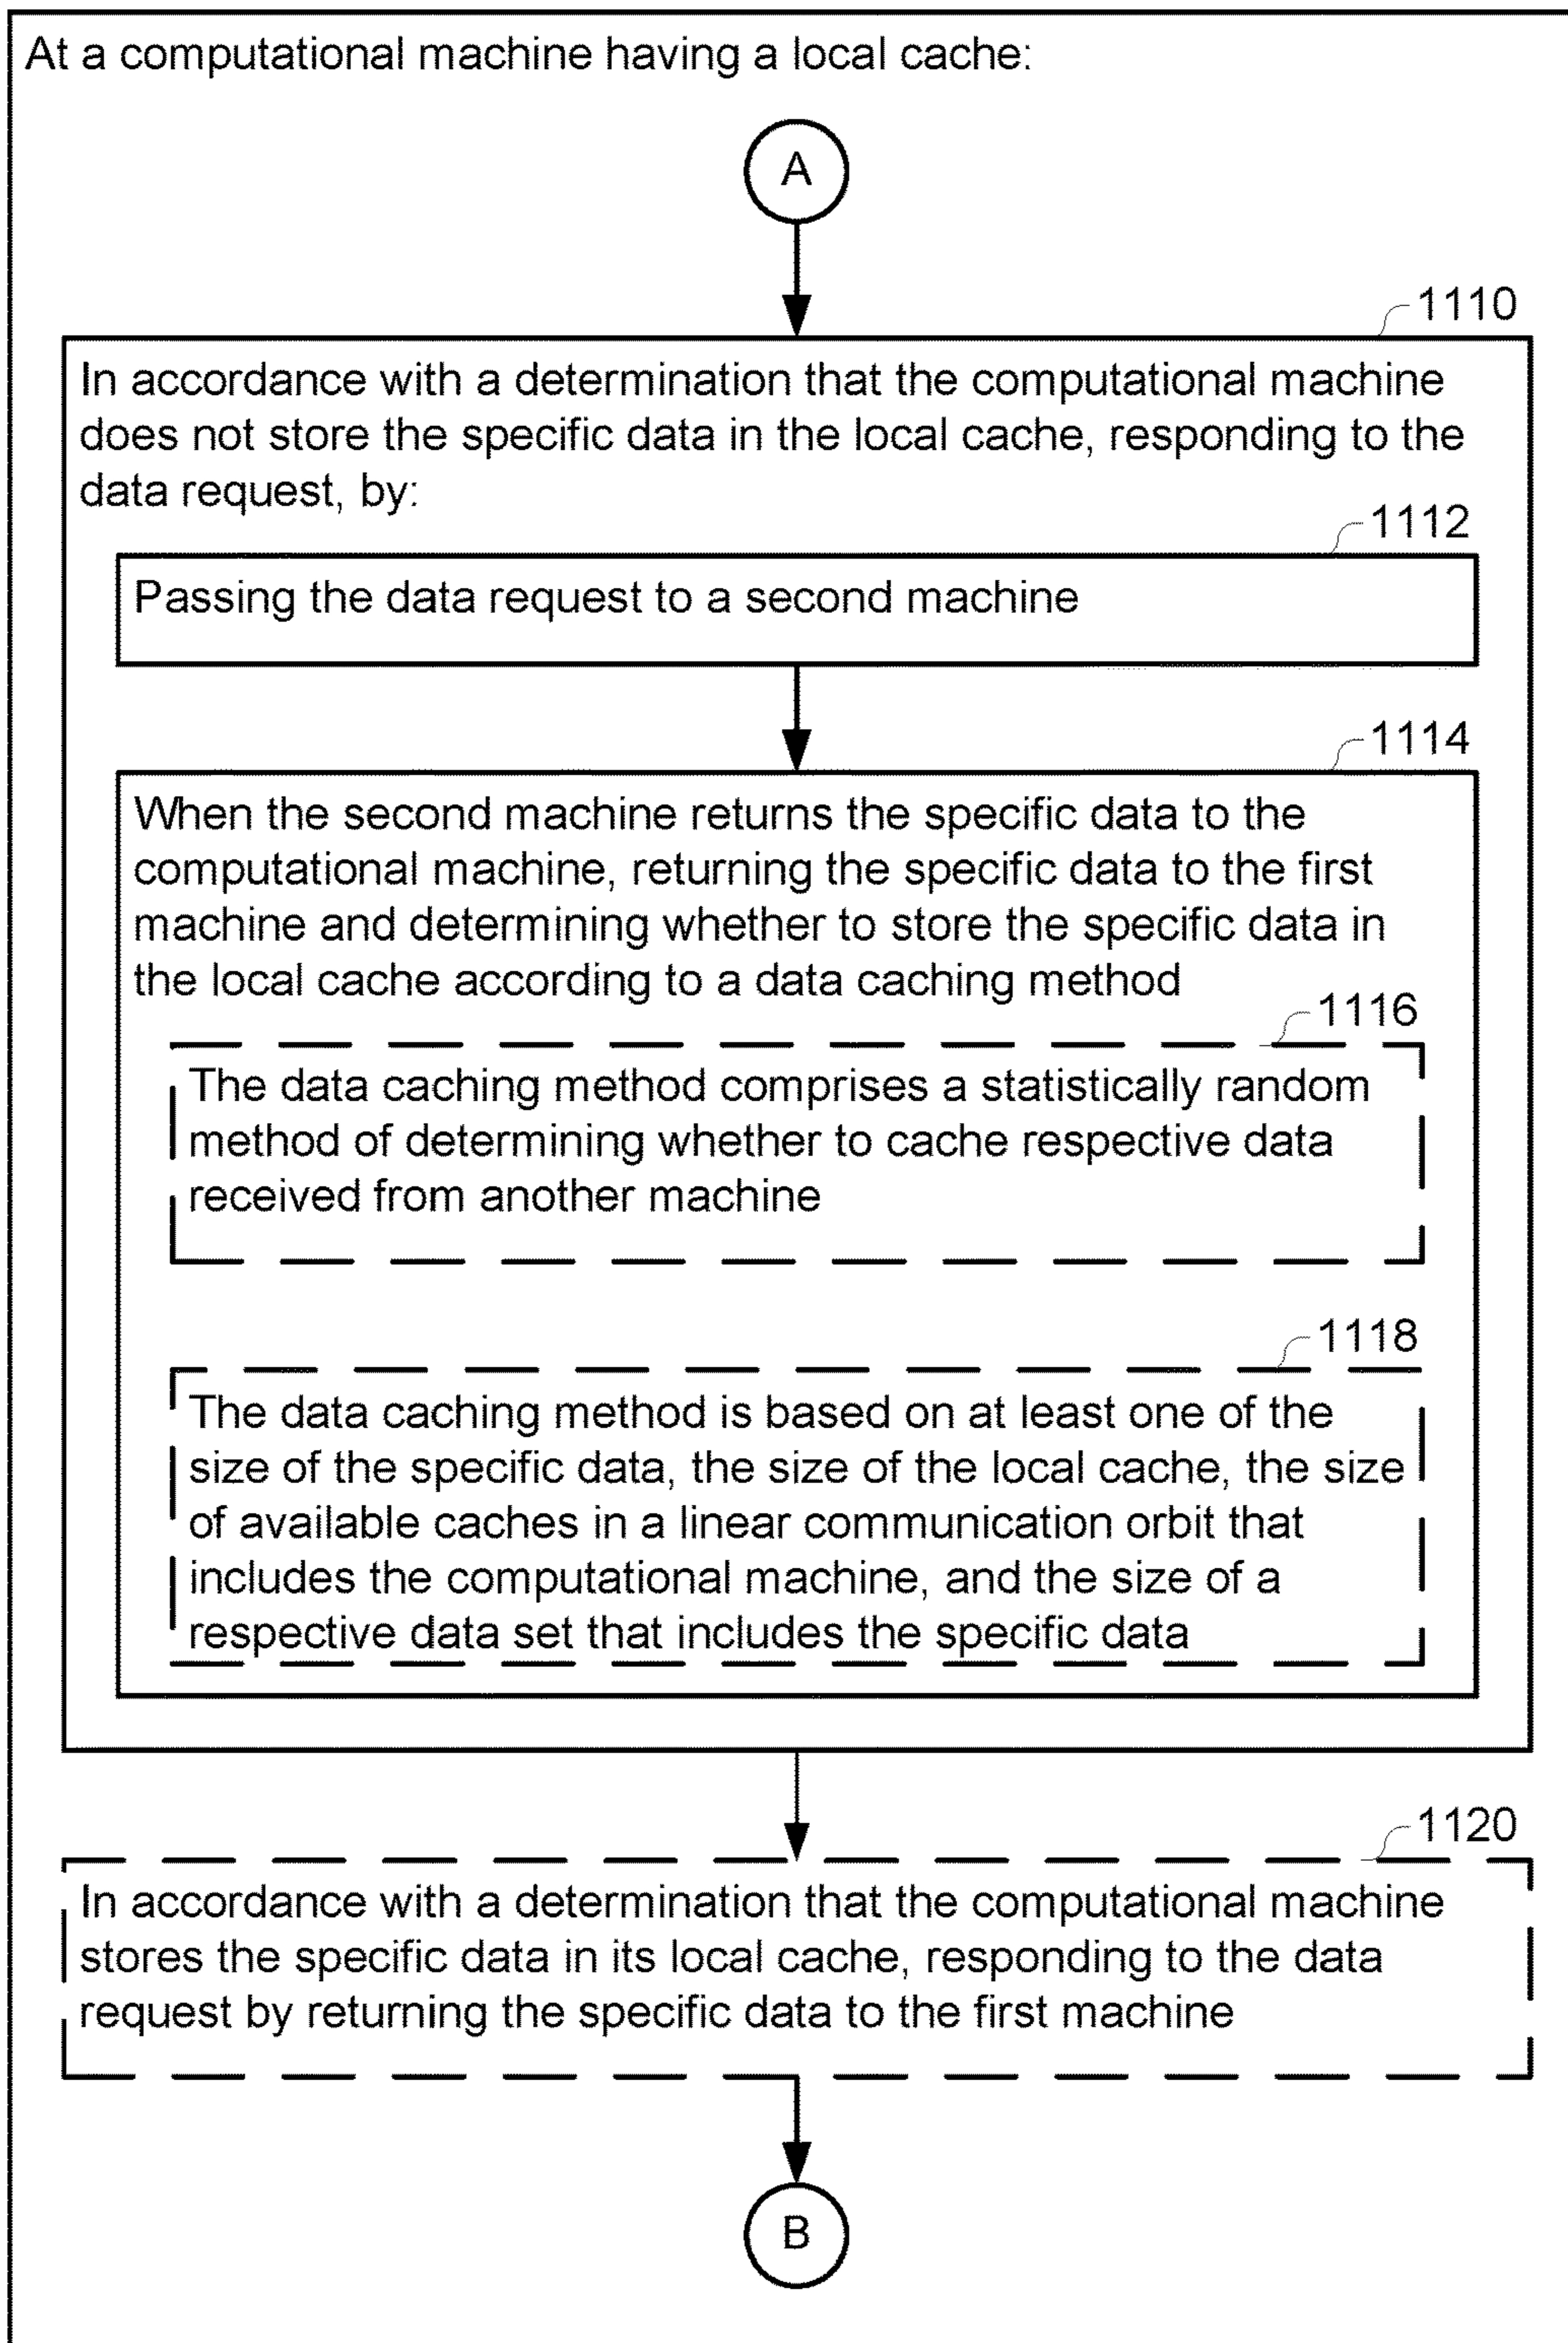 At a computational machine having a local cache:
A
1110
In accordance with a determination that the computational machine
does not store the specific data in the local cache, responding to the
data request, by:
1112
Passing the data request to a second machine
1114
When the second machine returns the specific data to the
computational machine, returning the specific data to the first
machine and determining whether to store the specific data in
the local cache according to a data caching method
1116
The data caching method comprises a statistically random
method of determining whether to cache respective data
received from another machine
1118
The data caching method is based on at least one of the
size of the specific data, the size of the local cache, the size
of available caches in a linear communication orbit that
includes the computational machine, and the size of a
respective data set that includes the specific data
1120
In accordance with a determination that the computational machine
stores the specific data in its local cache, responding to the data
request by returning the specific data to the first machine
B